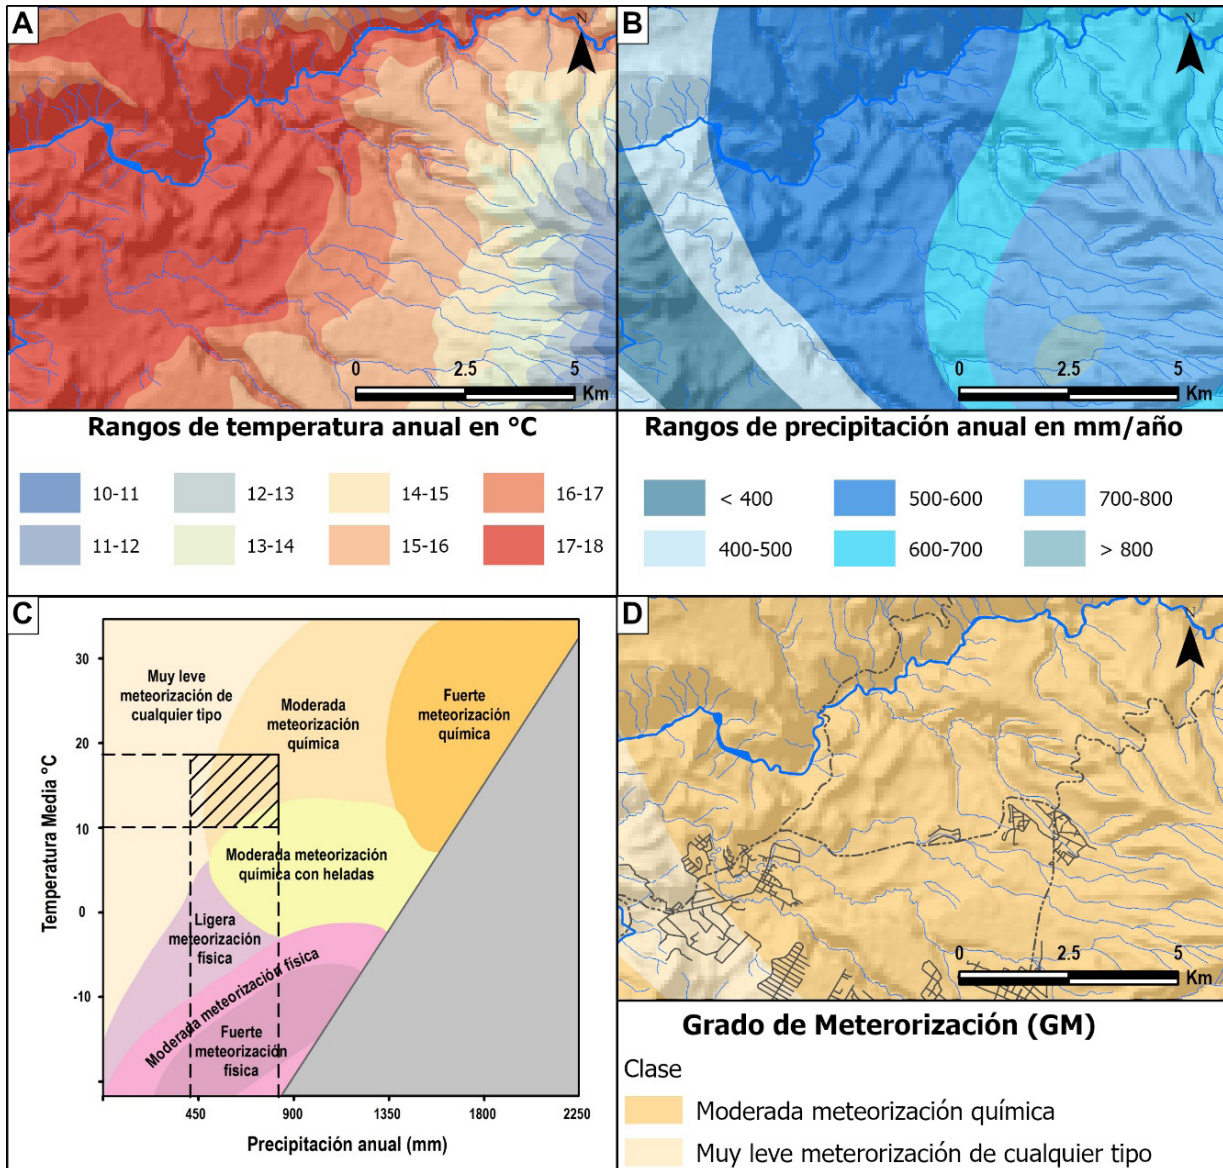 A
N
0
2.5
5
Km
B
N
0
2.5
5
Km
Rangos de temperatura anual en °C
10-11
12-13
14-15
16-17
11-12
13-14
15-16
17-18
Rangos de precipitación anual en mm/año
< 400
500-600
700-800
400-500
600-700
> 800
C
Temperatura Media °C
30
20
10
0
-10
Muy leve
meteorización de
cualquier tipo
Moderada
meteorización
química
Fuerte
meteorización
química
Moderada meteorización
química con heladas
Ligera
meteorización
física
Moderada meteorización física
Fuerte
meteorización
física
450
900
1350
1800
2250
Precipitación anual (mm)
D
N
0
2.5
5
Km
Grado de Meterorización (GM)
Clase
Moderada meteorización química
Muy leve meterorización de cualquier tipo